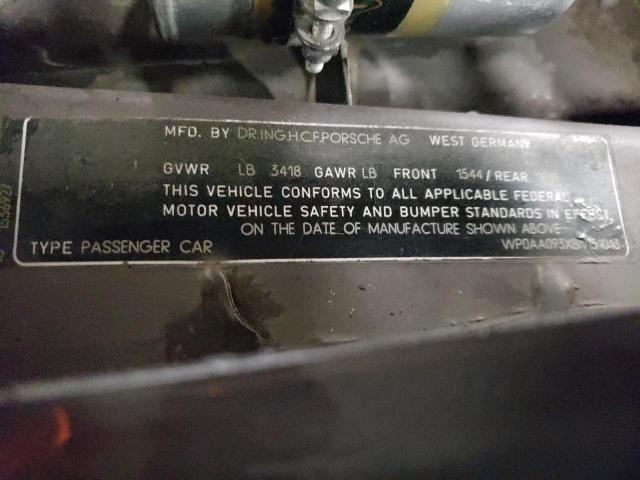 MFD. BY DR.ING.H.C.F.PORSCHE AG WEST GERMANY
GVWR LB 3418 GAWR LB FRONT 1544/REAR
THIS VEHICLE CONFORMS TO ALL APPLICABLE FEDERAL
MOTOR VEHICLE SAFETY AND BUMPER STANDARDS IN EFFECT
ON THE DATE OF MANUFACTURE SHOWN ABOVE
TYPE PASSENGER CAR